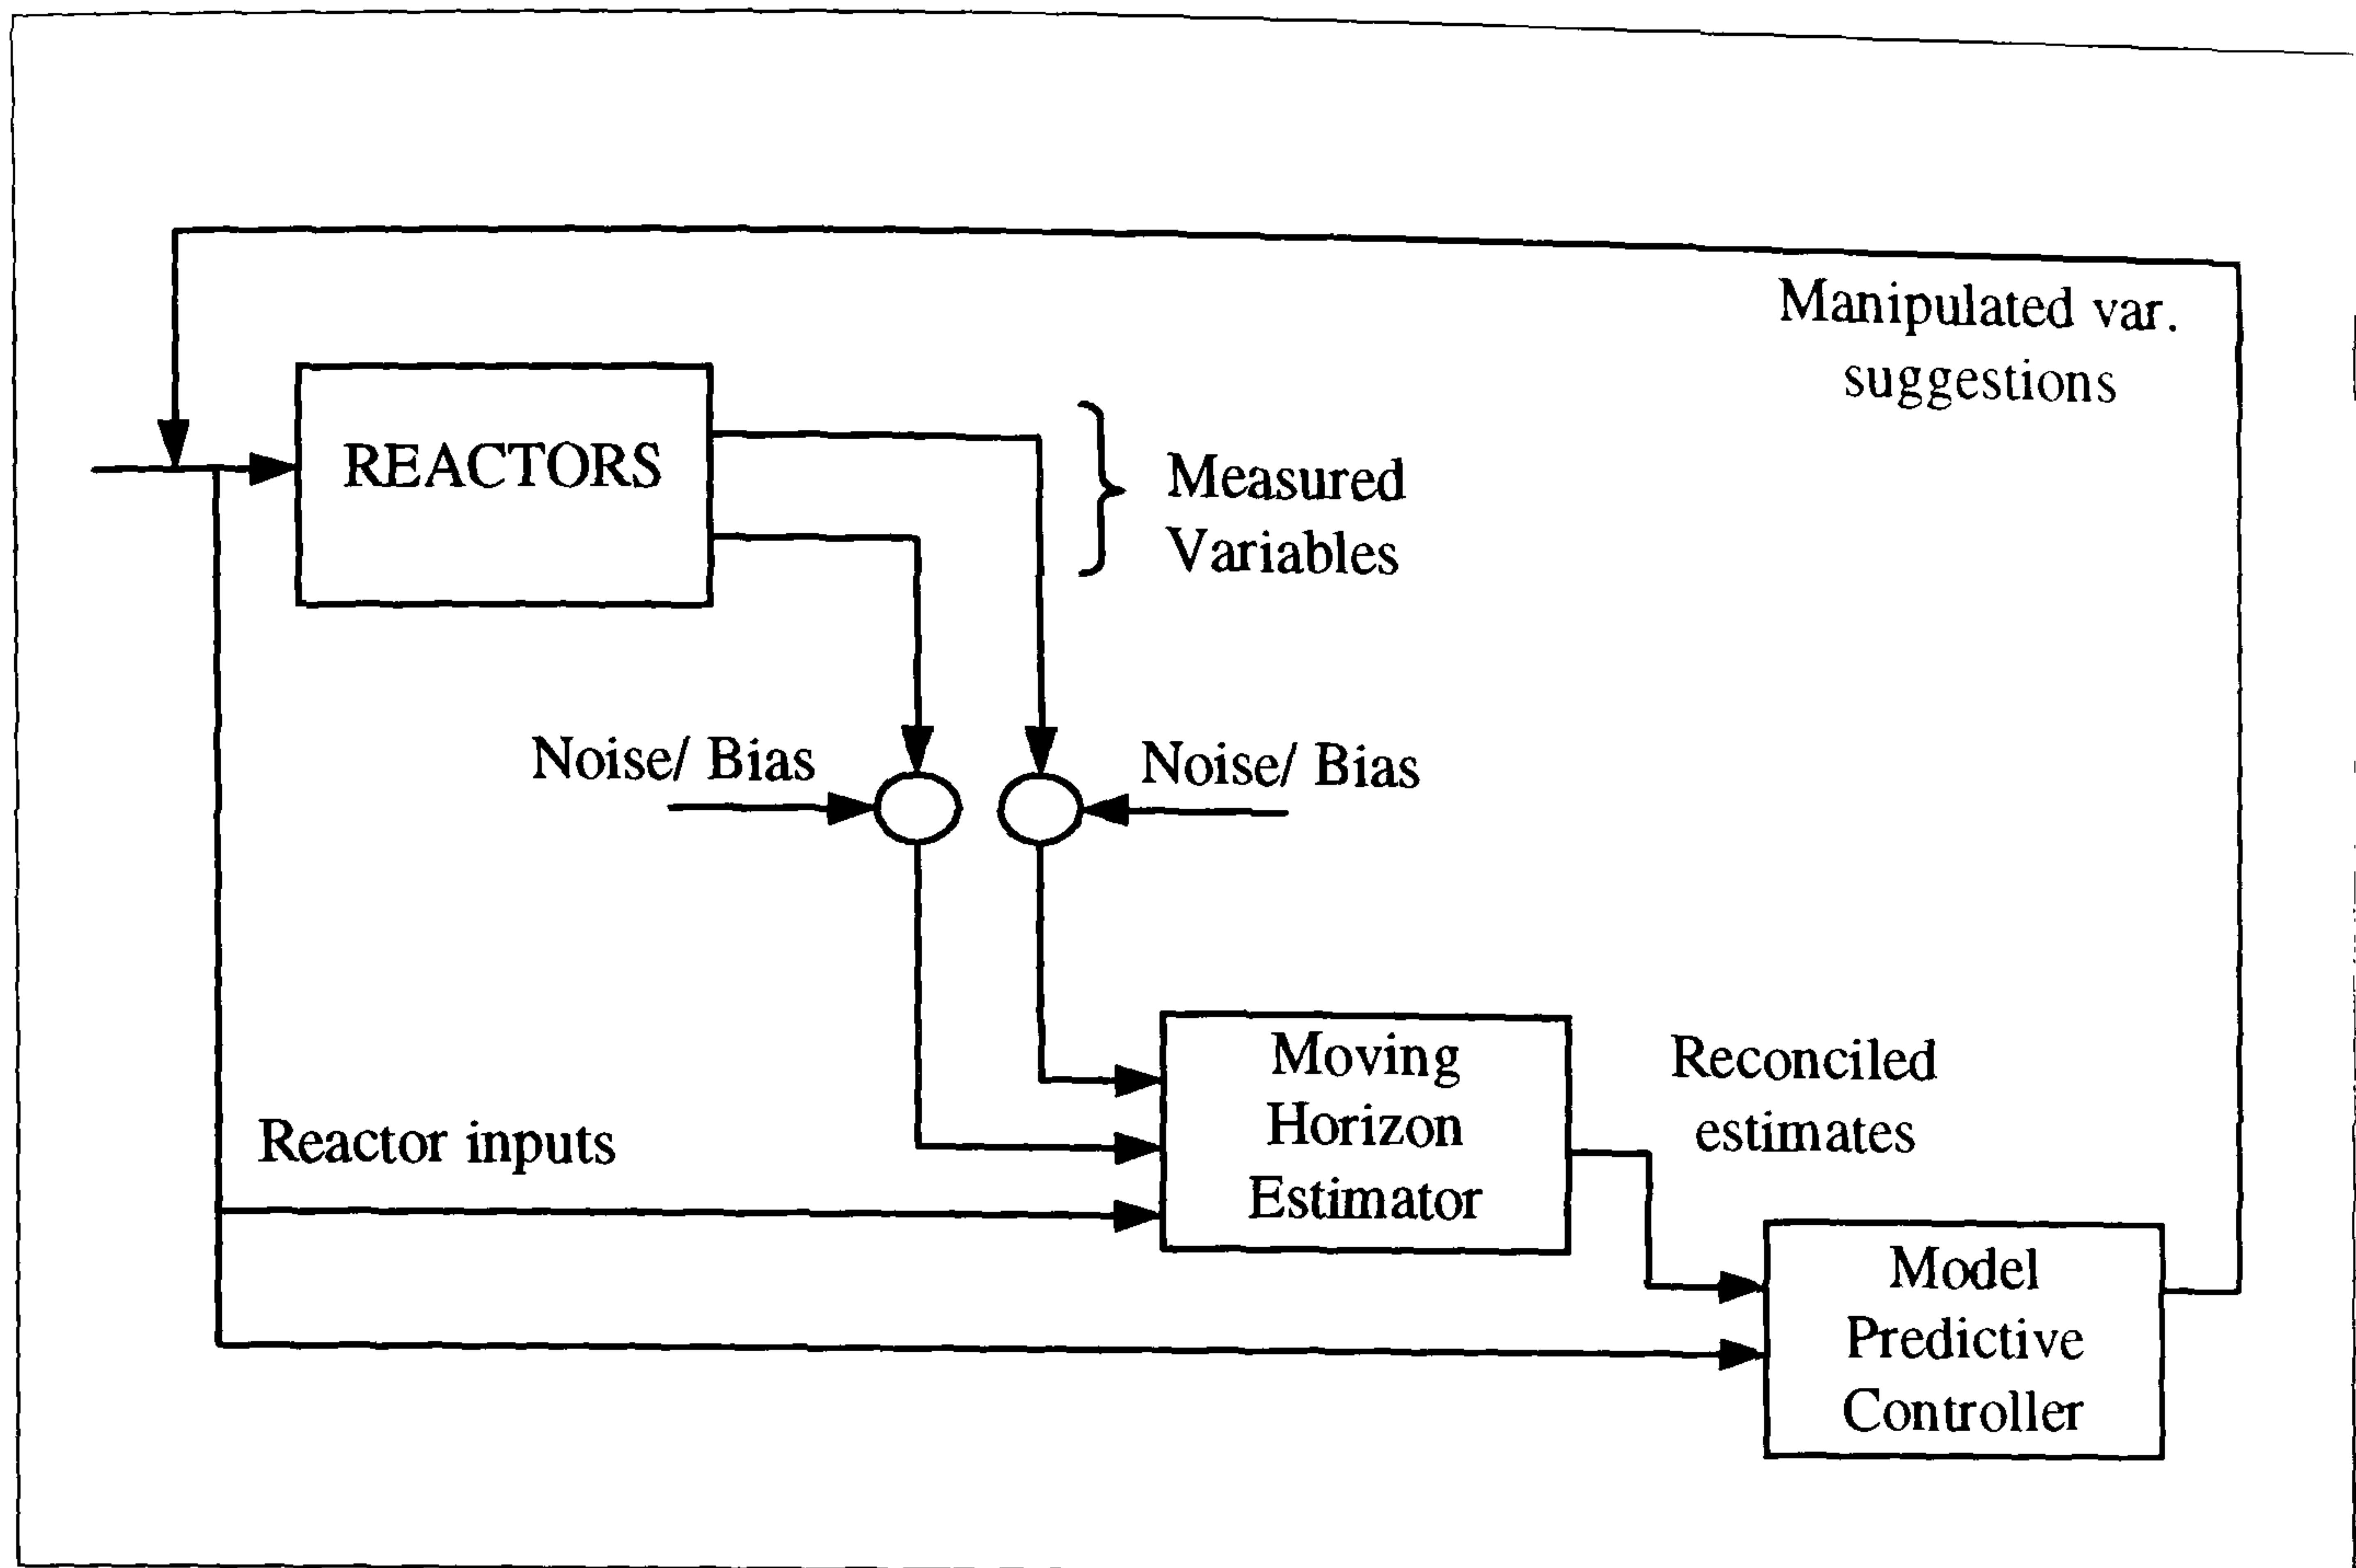 Manipulated var.
suggestions
REACTORS
Measured
Variables
Noise/ Bias
Noise/ Bias
Moving
Horizon
Estimator
Reconciled
estimates
Reactor inputs
Model
Predictive
Controller